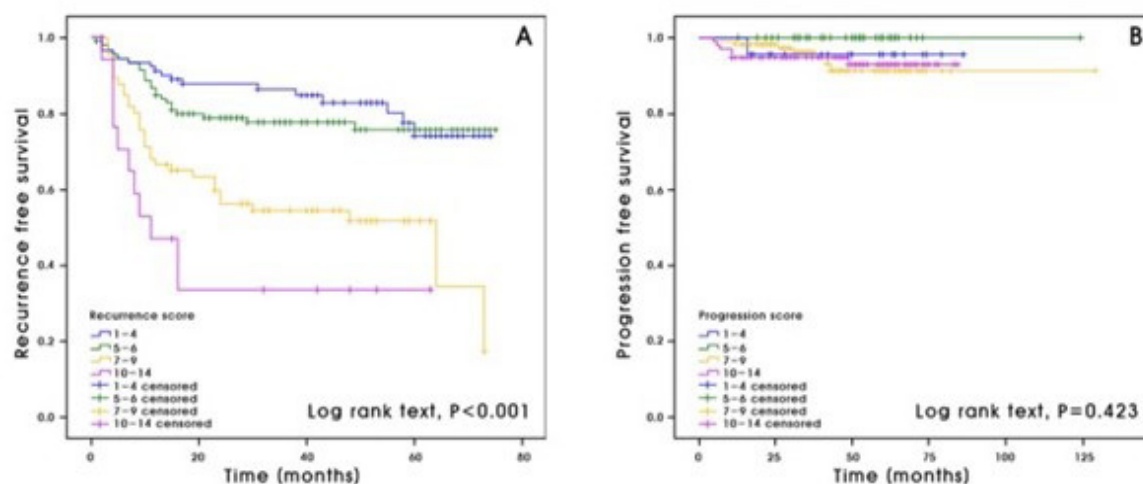 A
1.0
0.8
0.6
0.4
0.2
0.0
Recurrence free survival
Recurrence score
1-4
5-6
7-9
10-14
1-4 censored
5-6 censored
7-9 censored
10-14 censored
Log rank text, P<0.001
0 20 40 60 80
Time (months)
B
1.0
0.8
0.6
0.4
0.2
0.0
Progression free survival
Progression score
1-4
5-6
7-9
10-14
1-4 censored
5-6 censored
7-9 censored
10-14 censored
Log rank text, P=0.423
0 25 50 75 100 125
Time (months)